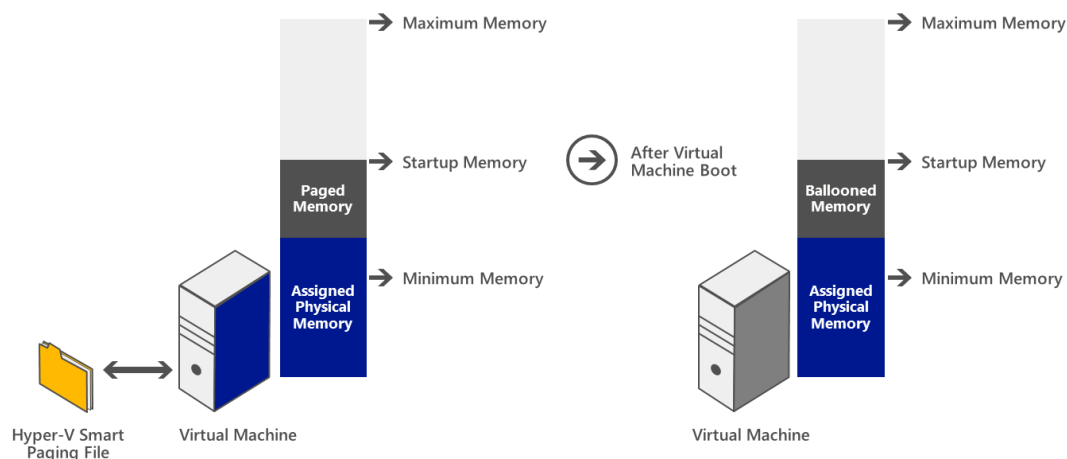 Maximum Memory
Startup Memory
Paged
Memory
Minimum Memory
Assigned
Physical
Memory
Hyper-V Smart
Paging File
Virtual Machine
After Virtual
Machine Boot
Maximum Memory
Startup Memory
Ballooned
Memory
Minimum Memory
Assigned
Physical
Memory
Virtual Machine